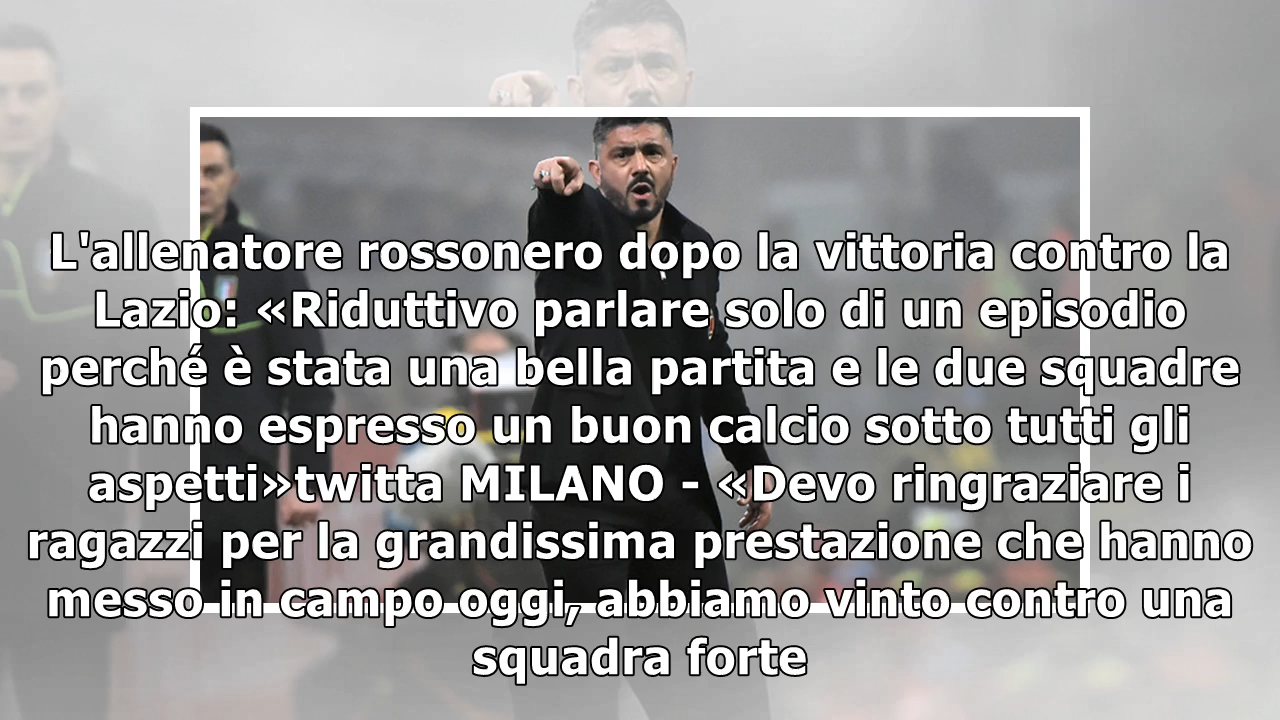 L'allenatore rossonero dopo la vittoria contro la
Lazio: «Riduttivo parlare solo di un episodio
perché è stata una bella partita e le due squadre
hanno espresso un buon calcio sotto tutti gli
aspetti»twitta MILANO - «Devo ringraziare i
ragazzi per la grandissima prestazione che hanno
messo in campo oggi, abbiamo vinto contro una
squadra forte